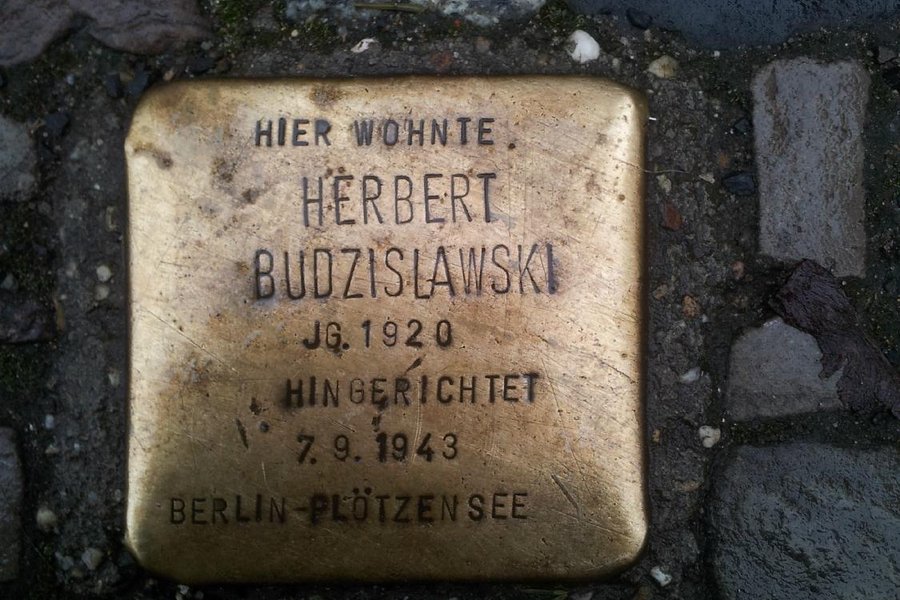 HIER WOHNTE
HERBERT
BUDZISLAWSKI
JG. 1920
HINGERICHTET
7.9.1943
BERLIN-PLÖTZENSEE